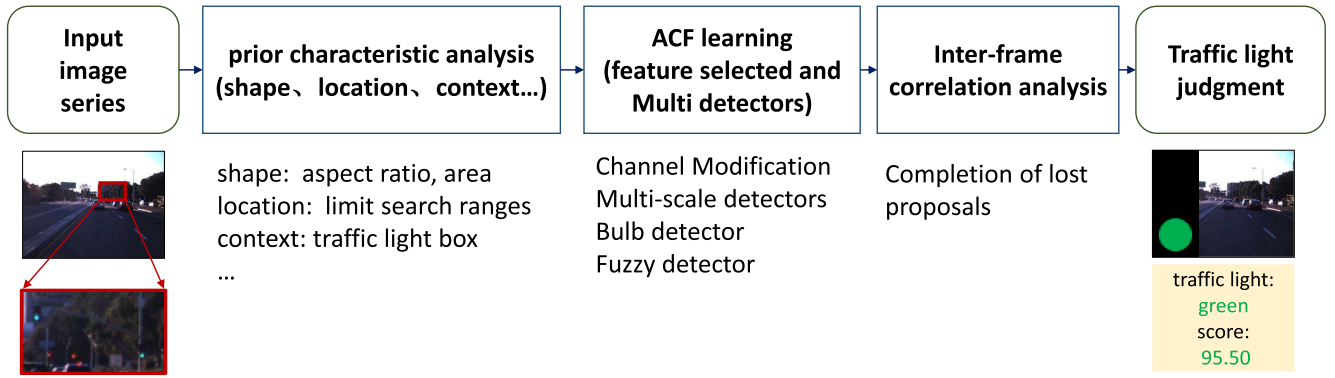 Input
image
series
prior characteristic analysis
(shape、location、context…)
ACF learning
(feature selected and
Multi detectors)
Inter-frame
correlation analysis
Traffic light
judgment
shape:  aspect ratio, area
location:  limit search ranges
context: traffic light box
…
Channel Modification
Multi-scale detectors
Bulb detector
Fuzzy detector
Completion of lost
proposals
traffic light:
green
score:
95.50